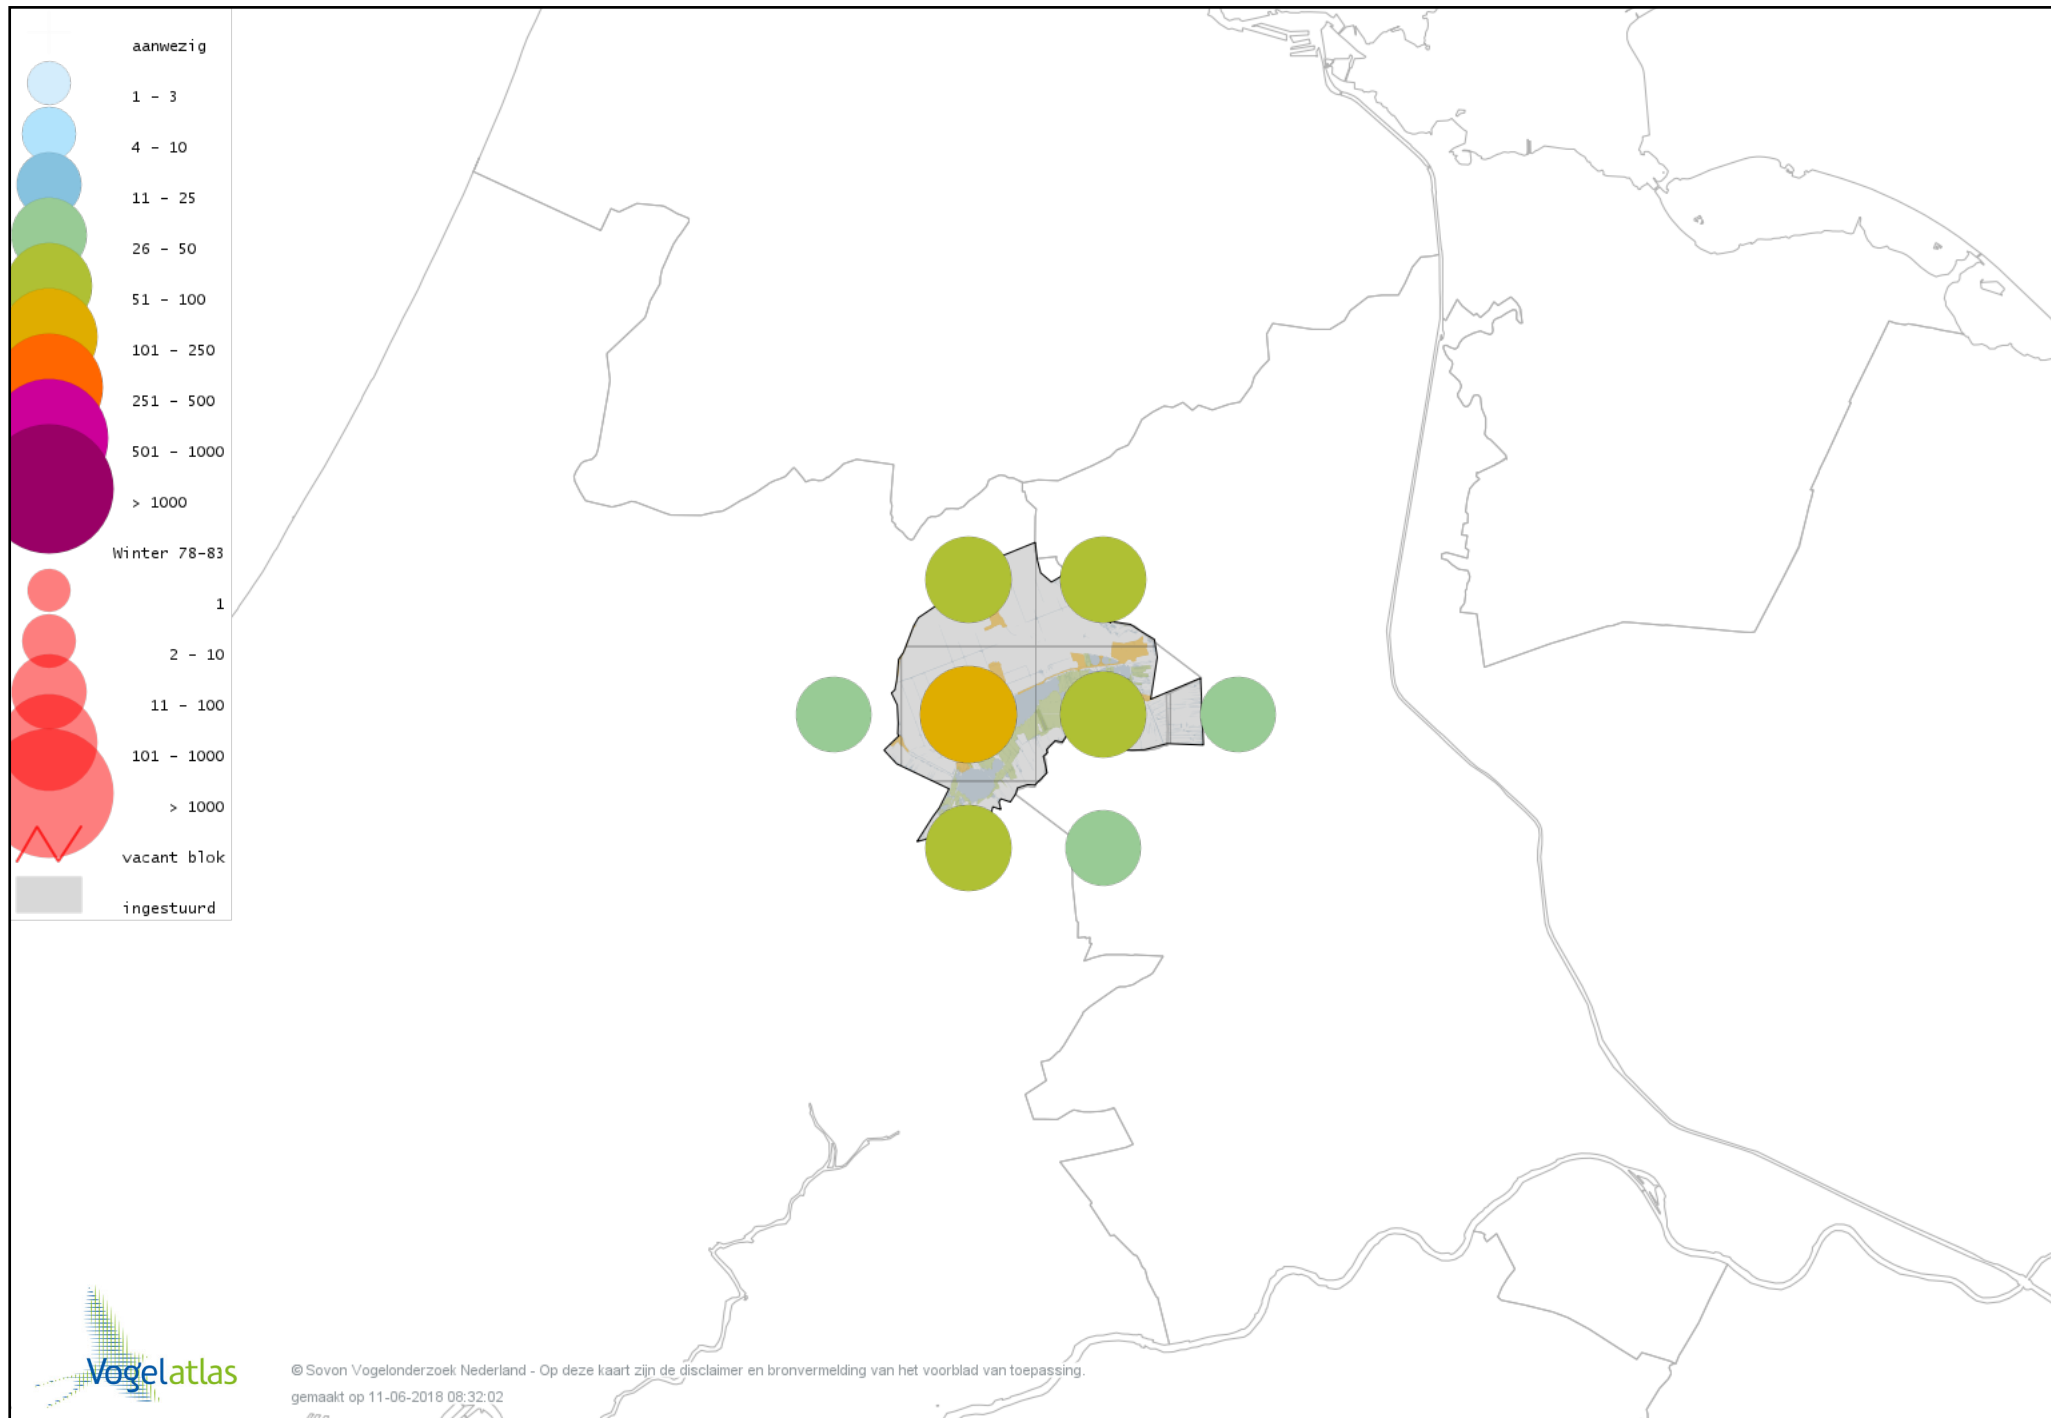 aanwezig
1 - 3
4 - 10
11 - 25
26 - 50
51 - 100
101 - 250
251 - 500
501 - 1000
> 1000
Winter 78-83
1
2 - 10
11 - 100
101 - 1000
> 1000
vacant blok
ingestuurd
Vogelatlas
© Sovon Vogelonderzoek Nederland - Op deze kaart zijn de disclaimer en bronvermelding van het voorblad van toepassing.
gemaakt op 11-06-2018 08:32:02